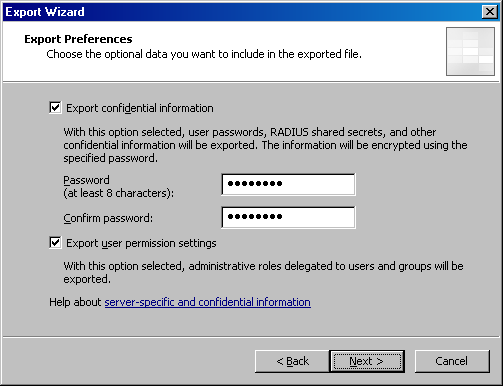 Export Wizard
Export Preferences
Choose the optional data you want to include in the exported file.
Export confidential information
With this option selected, user passwords, RADIUS shared secrets, and other
confidential information will be exported. The information will be encrypted using the
specified password.
Password
(at least 8 characters):
●●●●●●●●
Confirm password:
●●●●●●●●
Export user permission settings
With this option selected, administrative roles delegated to users and groups will be
exported.
Help about server-specific and confidential information
< Back
Next >
Cancel